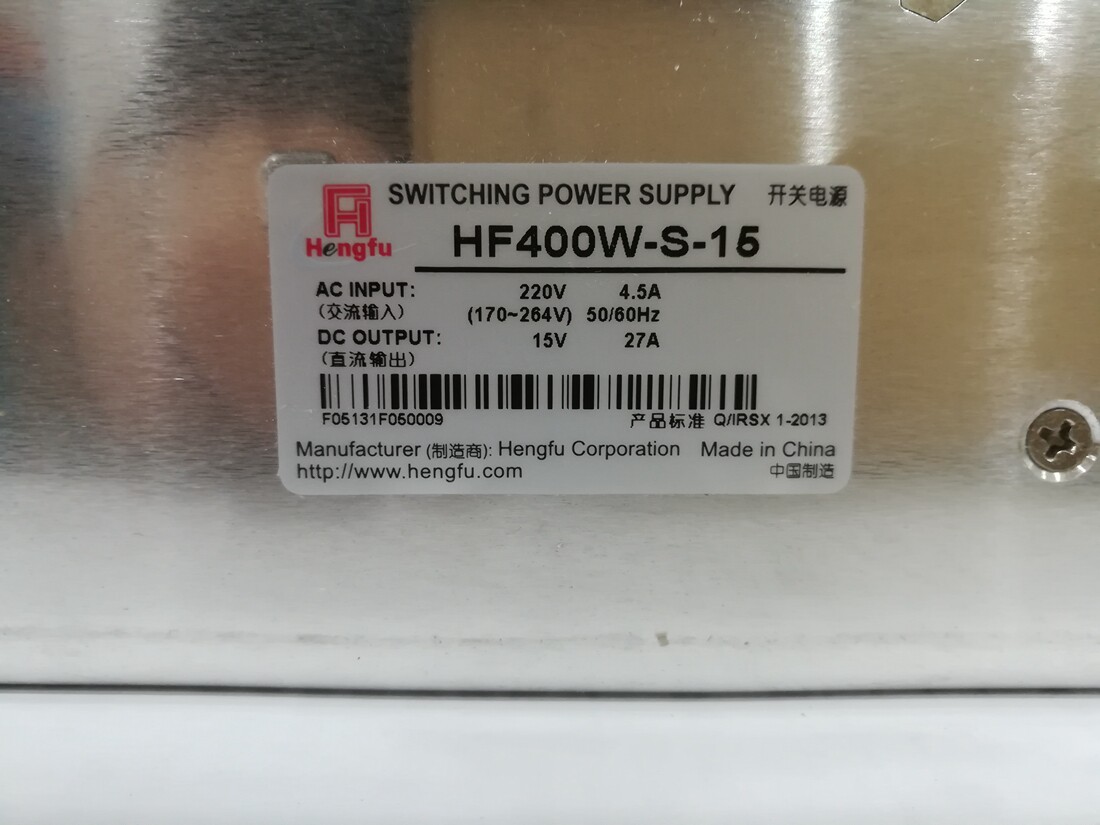 SWITCHING POWER SUPPLY 开关电源
Hengfu
HF400W-S-15
AC INPUT: 220V 4.5A
(交流输入) (170~264V) 50/60Hz
DC OUTPUT: 15V 27A
(直流输出)
F05131F050009 产品标准 Q/IRSX 1-2013
Manufacturer (制造商): Hengfu Corporation Made in China
http://www.hengfu.com 中国制造